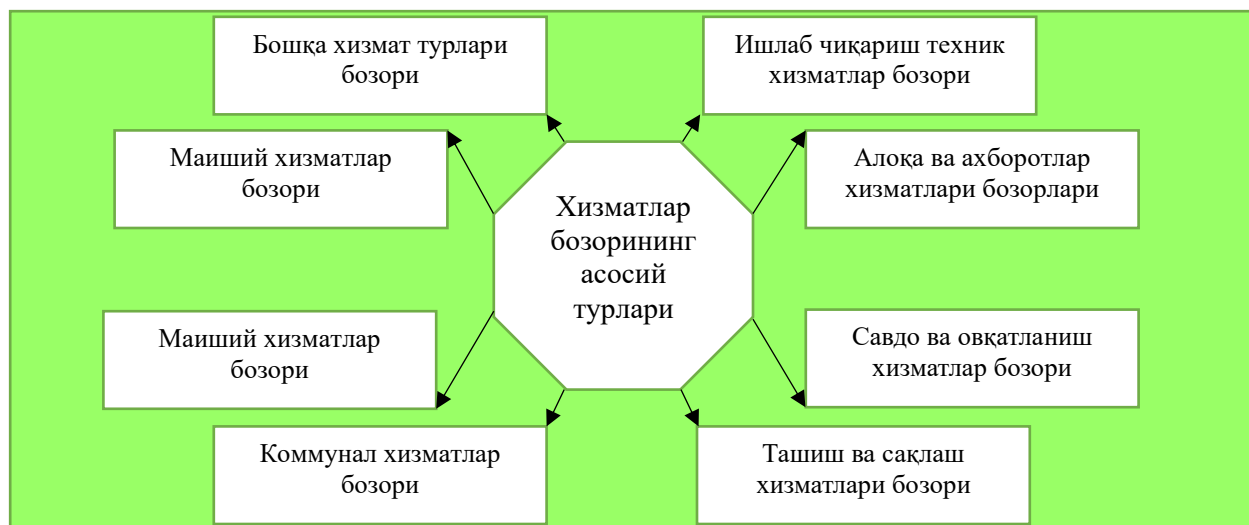 Бошқа хизмат турлари
бозори
Ишлаб чиқариш техник
хизматлар бозори
Маиший хизматлар
бозори
Алоқа ва ахборотлар
хизматлари бозорлари
Хизматлар
бозорининг
асосий
турлари
Маиший хизматлар
бозори
Савдо ва овқатланиш
хизматлар бозори
Коммунал хизматлар
бозори
Ташиш ва сақлаш
хизматлари бозори